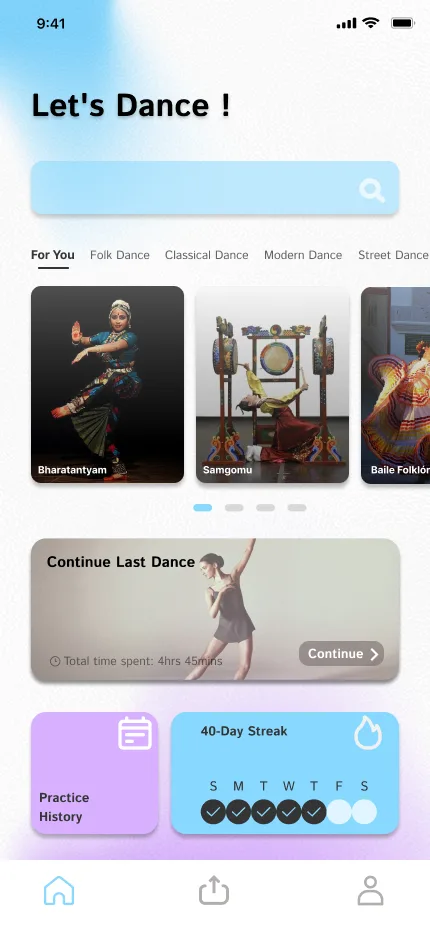 9:41
Let's Dance !
For You Folk Dance Classical Dance Modern Dance Street Dance
Bharatantyam Samgomu Baile Folklór
Continue Last Dance
Total time spent: 4hrs 45mins Continue
40-Day Streak
Practice
History
S M T W T F S